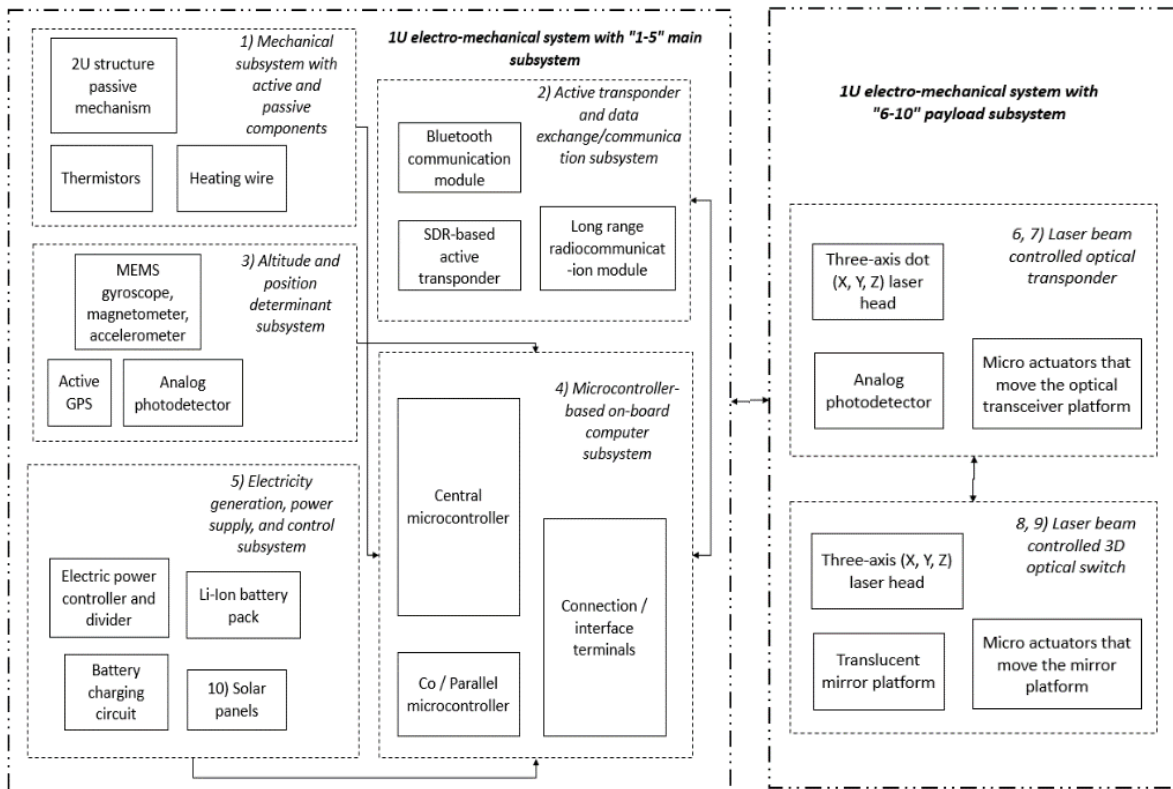 1) Mechanical
subsystem with
active and
passive
components
2U structure
passive
mechanism
Thermistors
Heating wire
1U electro-mechanical system with "1-5" main
subsystem
2) Active transponder
and data
exchange/communica
tion subsystem
Bluetooth
communication
module
SDR-based
active
transponder
Long range
radiocommunicat
-ion module
3) Altitude and
position
determinant
subsystem
MEMS
gyroscope,
magnetometer,
accelerometer
Active
GPS
Analog
photodetector
4) Microcontroller-
based on-board
computer
subsystem
Central
microcontroller
Connection /
interface
terminals
Co / Parallel
microcontroller
5) Electricity
generation, power
supply, and control
subsystem
Electric power
controller and
divider
Li-Ion battery
pack
Battery
charging
circuit
10) Solar
panels
1U electro-mechanical system with
"6-10" payload subsystem
6, 7) Laser beam
controlled optical
transponder
Three-axis dot
(X, Y, Z) laser
head
Analog
photodetector
Micro actuators that
move the optical
transceiver platform
8, 9) Laser beam
controlled 3D
optical switch
Three-axis (X, Y, Z)
laser head
Translucent
mirror platform
Micro actuators that
move the mirror
platform